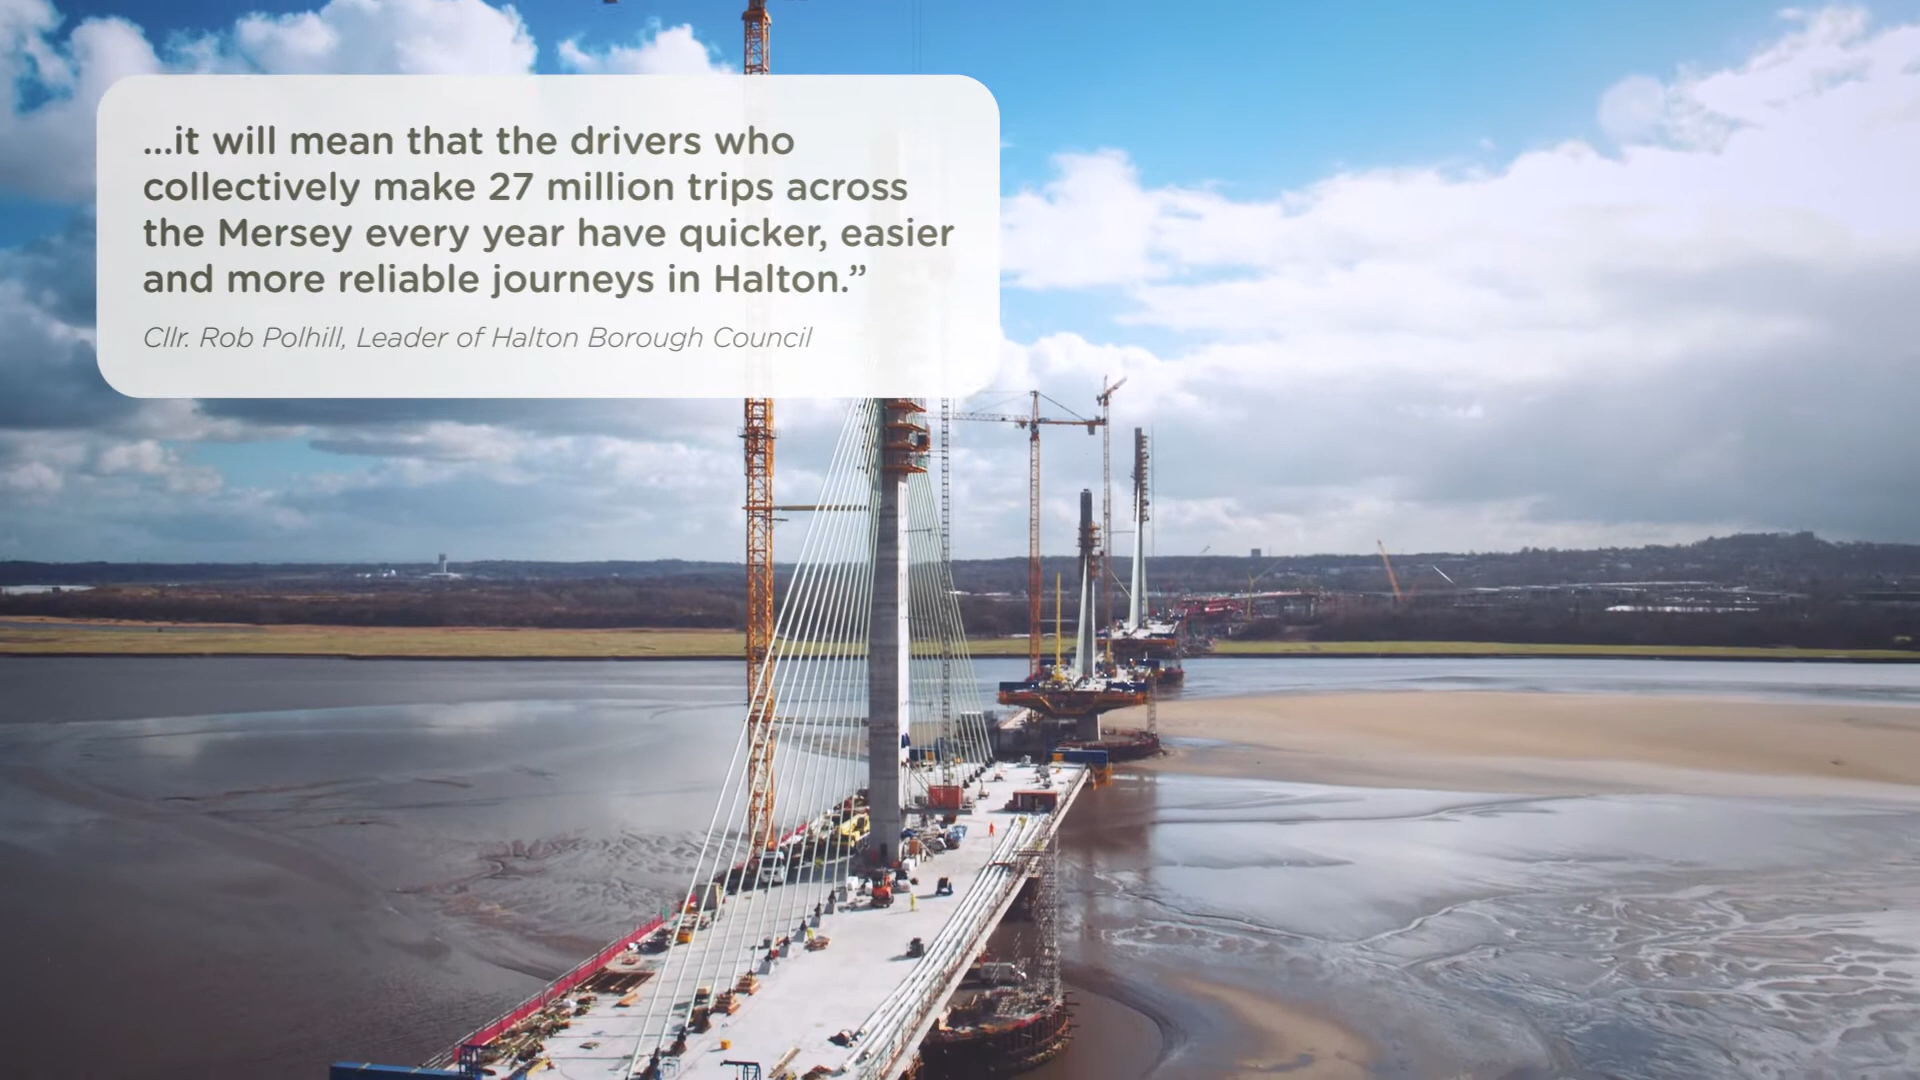 ...it will mean that the drivers who
collectively make 27 million trips across
the Mersey every year have quicker, easier
and more reliable journeys in Halton.”
Cllr. Rob Polhill, Leader of Halton Borough Council